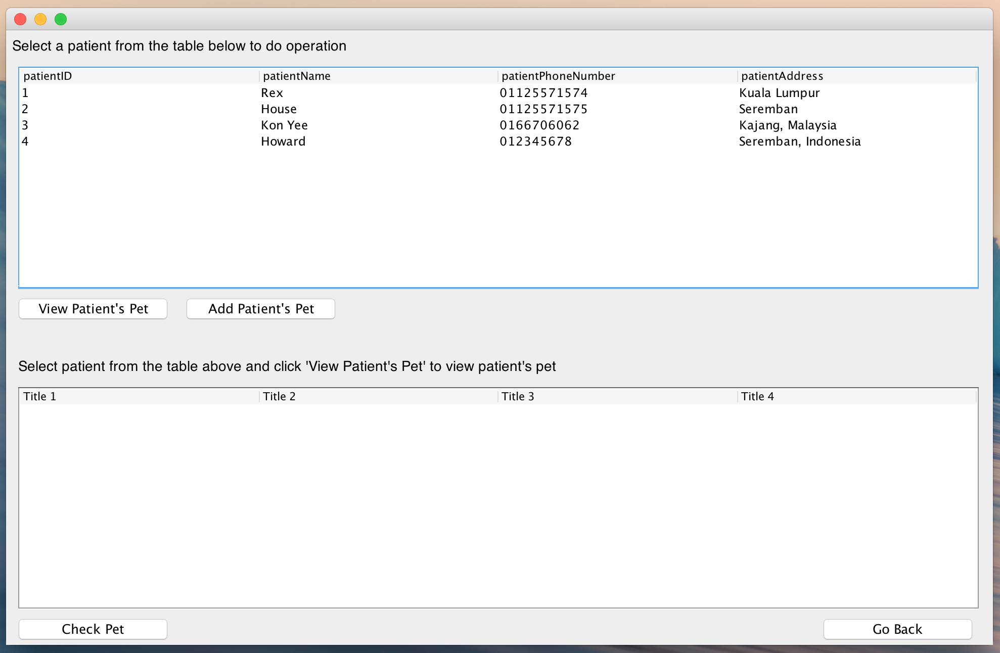 Select a patient from the table below to do operation
patientID patientName patientPhoneNumber patientAddress
1 Rex 01125571574 Kuala Lumpur
2 House 01125571575 Seremban
3 Kon Yee 0166706062 Kajang, Malaysia
4 Howard 012345678 Seremban, Indonesia
View Patient's Pet Add Patient's Pet
Select patient from the table above and click 'View Patient's Pet' to view patient's pet
Title 1 Title 2 Title 3 Title 4
Check Pet Go Back